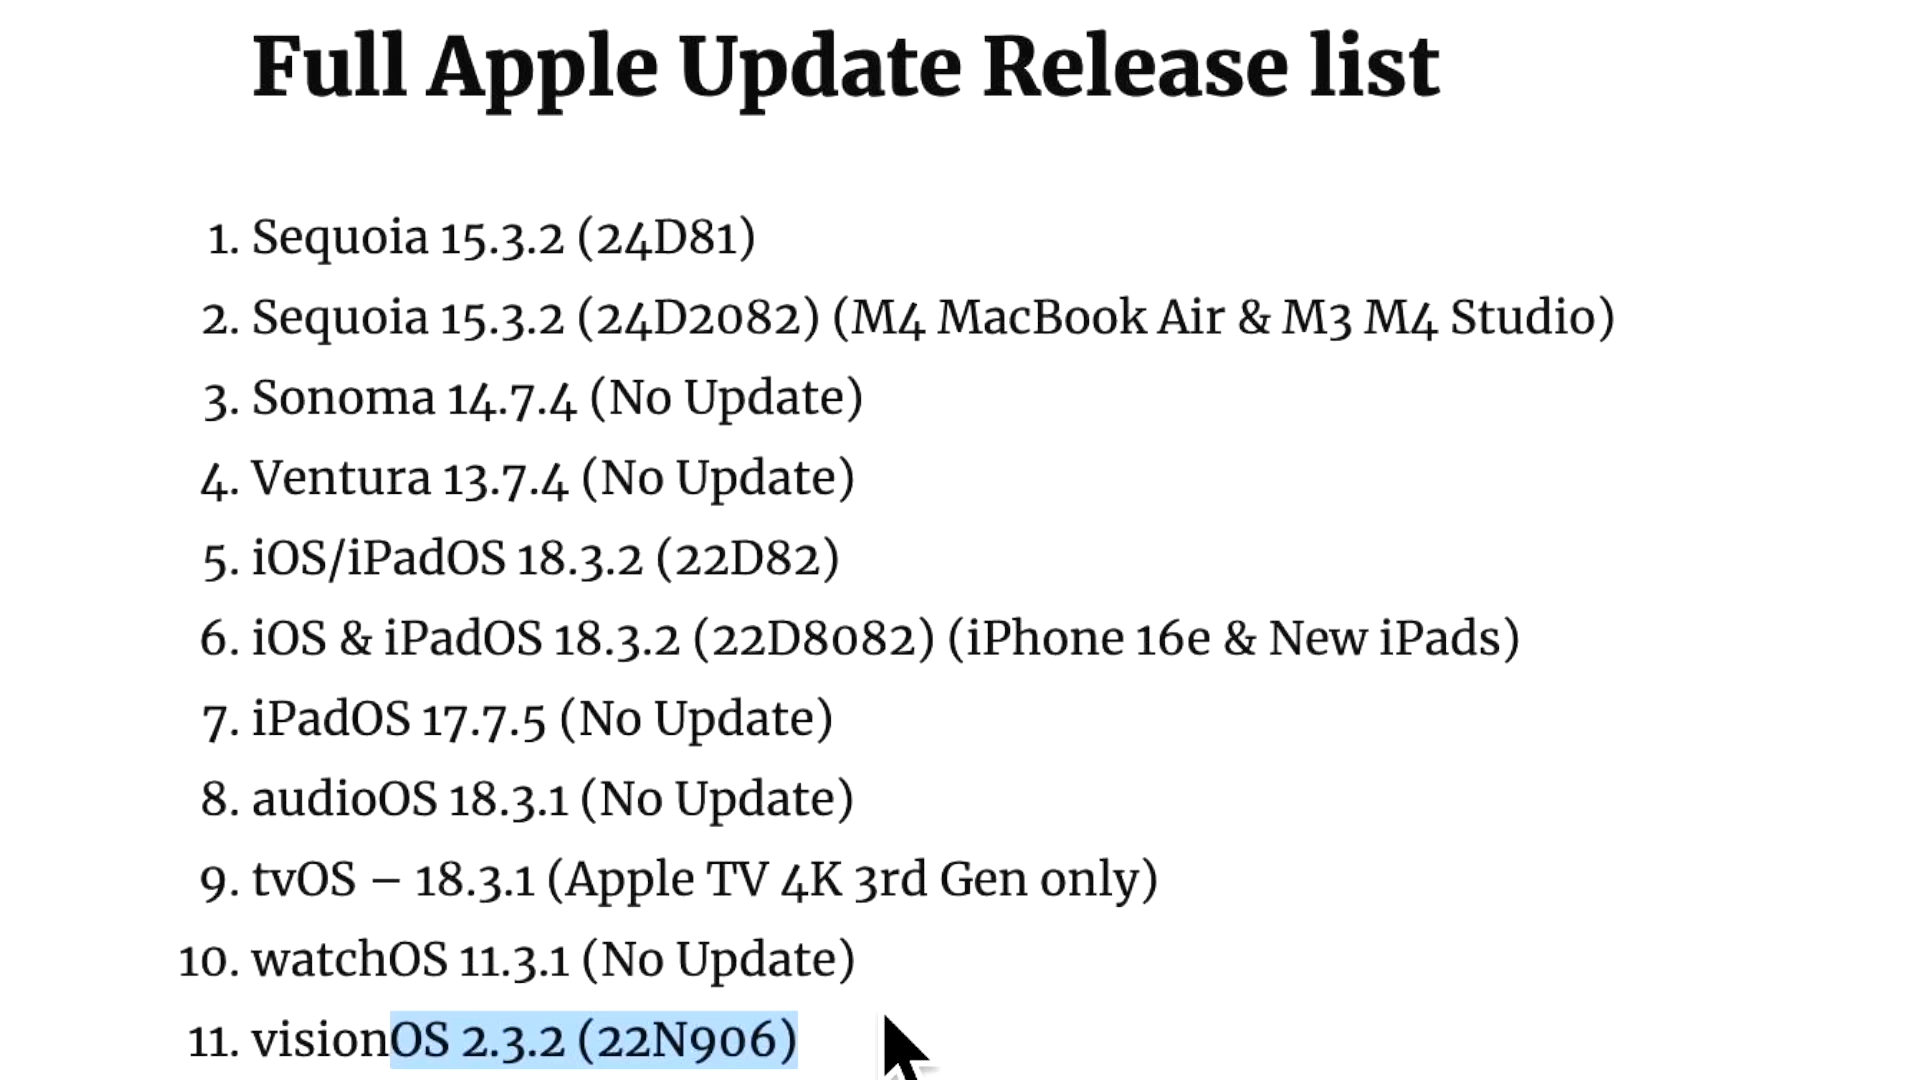 Full Apple Update Release list
1. Sequoia 15.3.2 (24D81)
2. Sequoia 15.3.2 (24D2082) (M4 MacBook Air & M3 M4 Studio)
3. Sonoma 14.7.4 (No Update)
4. Ventura 13.7.4 (No Update)
5. iOS/iPadOS 18.3.2 (22D82)
6. iOS & iPadOS 18.3.2 (22D8082) (iPhone 16e & New iPads)
7. iPadOS 17.7.5 (No Update)
8. audioOS 18.3.1 (No Update)
9. tvOS – 18.3.1 (Apple TV 4K 3rd Gen only)
10. watchOS 11.3.1 (No Update)
11. visionOS 2.3.2 (22N906)